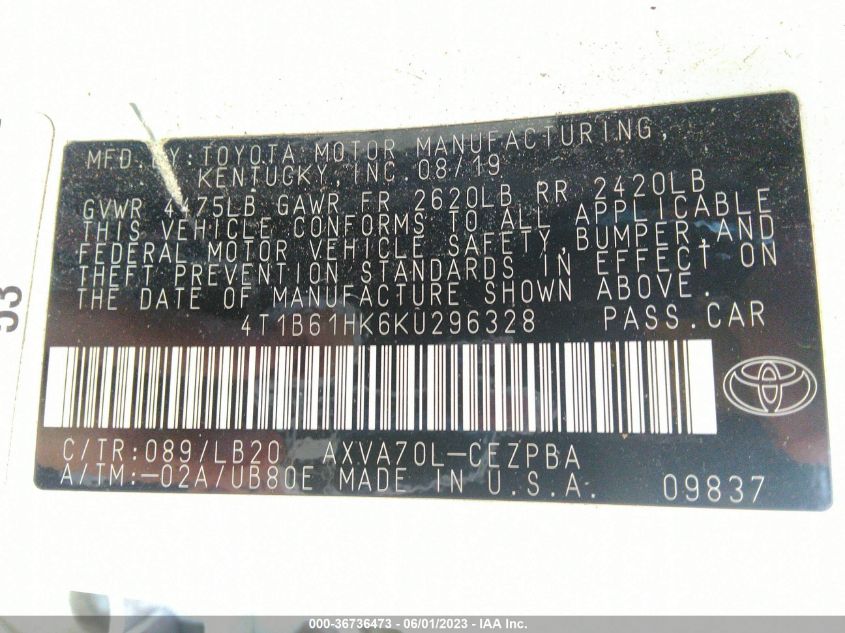 MFD. BY: TOYOTA MOTOR MANUFACTURING,
KENTUCKY, INC. 08/19
GVWR 4475LB GAWR FR 2620LB RR 2420LB
THIS VEHICLE CONFORMS TO ALL APPLICABLE
FEDERAL MOTOR VEHICLE SAFETY, BUMPER, AND
THEFT PREVENTION STANDARDS IN EFFECT ON
THE DATE OF MANUFACTURE SHOWN ABOVE.
4T1B61HK6KU296328 PASS.CAR
C/TR:089/LB20 AXVA70L-CEZPBA
A/TM:-02A/UB80E MADE IN U.S.A. 09837
53
000-36736473 - 06/01/2023 - IAA Inc.